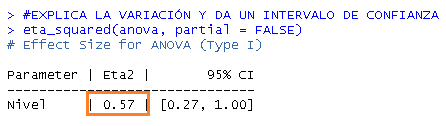 > #EXPLICA LA VARIACIÓN Y DA UN INTERVALO DE CONFIANZA
> eta_squared(anova, partial = FALSE)
# Effect Size for ANOVA (Type I)
Parameter | Eta2 | 95% CI
-------------------------------
Nivel | 0.57 | [0.27, 1.00]